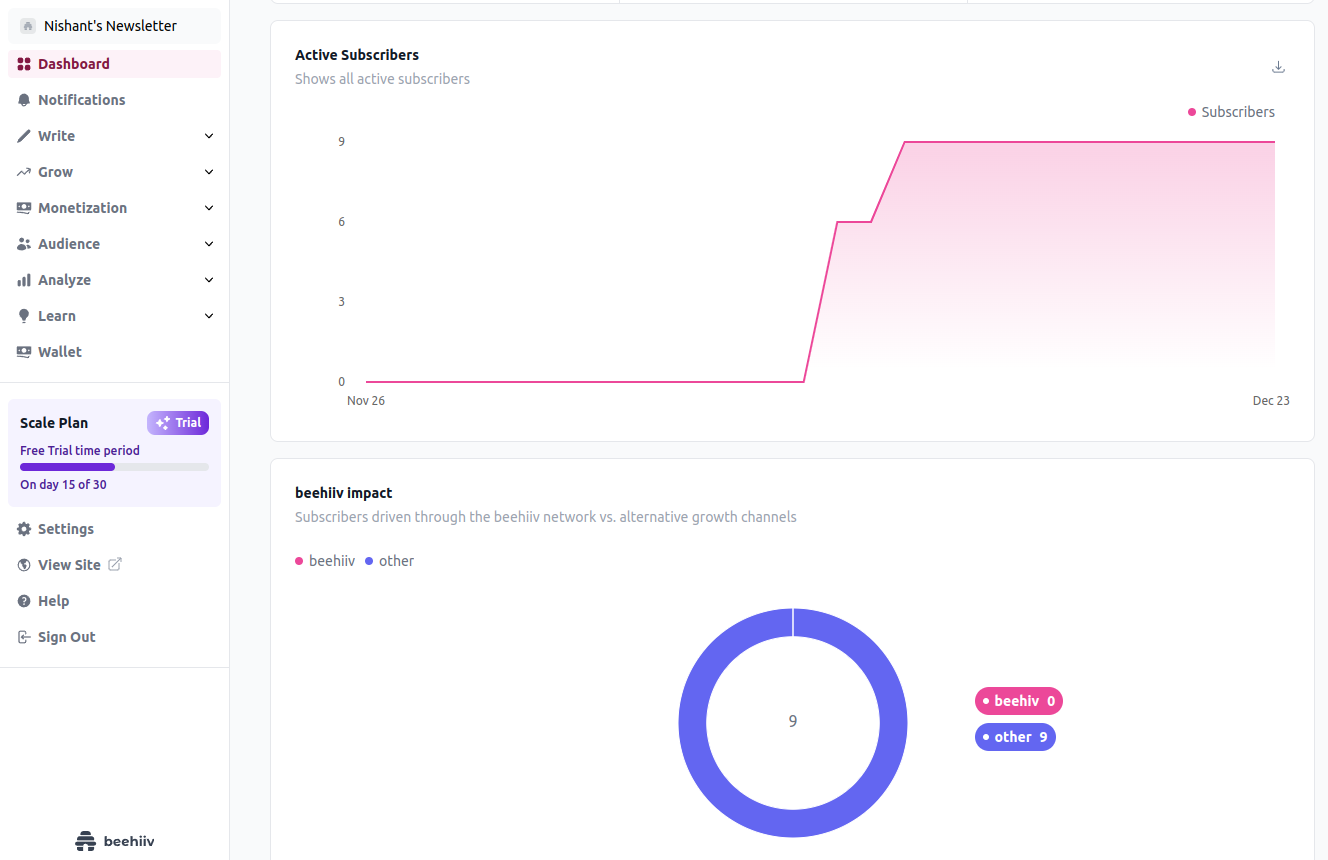 Nishant's Newsletter
Dashboard
Notifications
Write
Grow
Monetization
Audience
Analyze
Learn
Wallet
Scale Plan
Trial
Free Trial time period
On day 15 of 30
Settings
View Site
Help
Sign Out
beehiiv
Active Subscribers
Shows all active subscribers
Subscribers
9
6
3
0
Nov 26
Dec 23
beehiiv impact
Subscribers driven through the beehiiv network vs. alternative growth channels
beehiiv other
9
beehiv 0
other 9